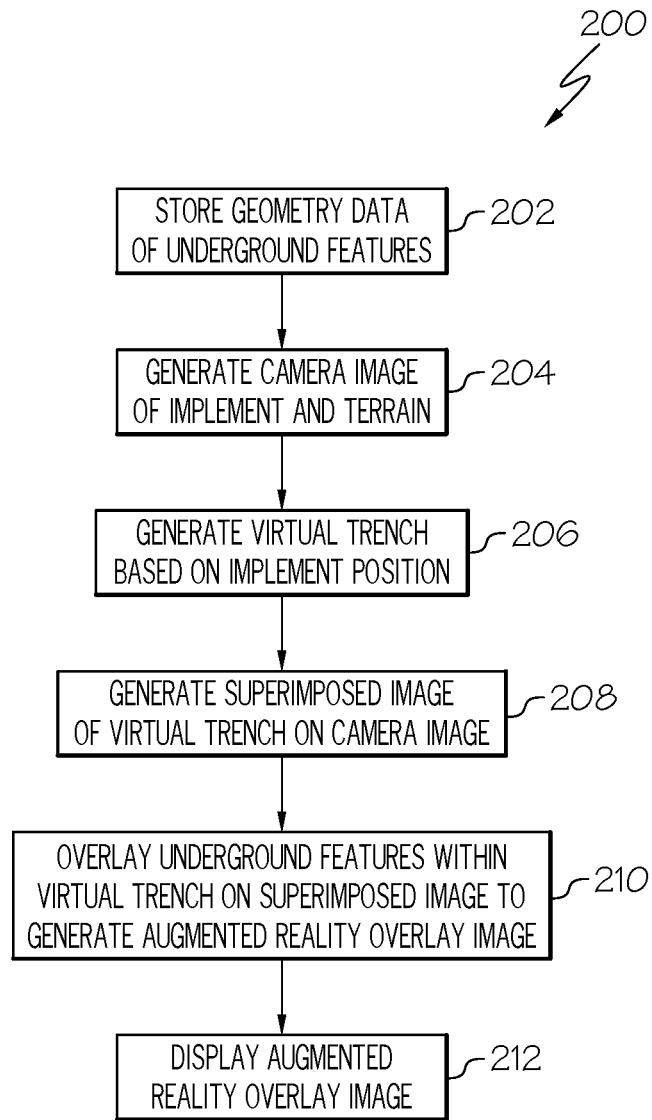 200
STORE GEOMETRY DATA
OF UNDERGROUND FEATURES
202
GENERATE CAMERA IMAGE
OF IMPLEMENT AND TERRAIN
204
GENERATE VIRTUAL TRENCH
BASED ON IMPLEMENT POSITION
206
GENERATE SUPERIMPOSED IMAGE
OF VIRTUAL TRENCH ON CAMERA IMAGE
208
OVERLAY UNDERGROUND FEATURES WITHIN
VIRTUAL TRENCH ON SUPERIMPOSED IMAGE TO
GENERATE AUGMENTED REALITY OVERLAY IMAGE
210
DISPLAY AUGMENTED
REALITY OVERLAY IMAGE
212